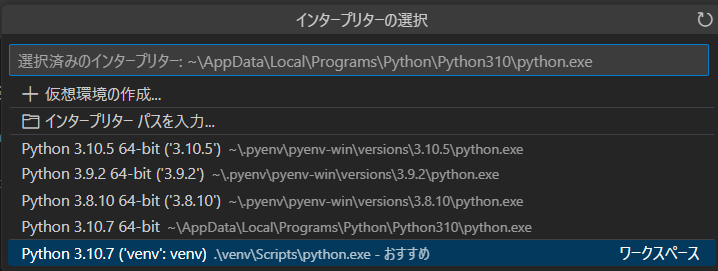 インタープリターの選択
選択済みのインタープリター: ~\AppData\Local\Programs\Python\Python310\python.exe
仮想環境の作成...
インタープリター パスを入力...
Python 3.10.5 64-bit ('3.10.5') ~\.pyenv\pyenv-win\versions\3.10.5\python.exe
Python 3.9.2 64-bit ('3.9.2') ~\.pyenv\pyenv-win\versions\3.9.2\python.exe
Python 3.8.10 64-bit ('3.8.10') ~\.pyenv\pyenv-win\versions\3.8.10\python.exe
Python 3.10.7 64-bit ~\AppData\Local\Programs\Python\Python310\python.exe
Python 3.10.7 ('venv': venv) .\venv\Scripts\python.exe - おすすめ ワークスペース